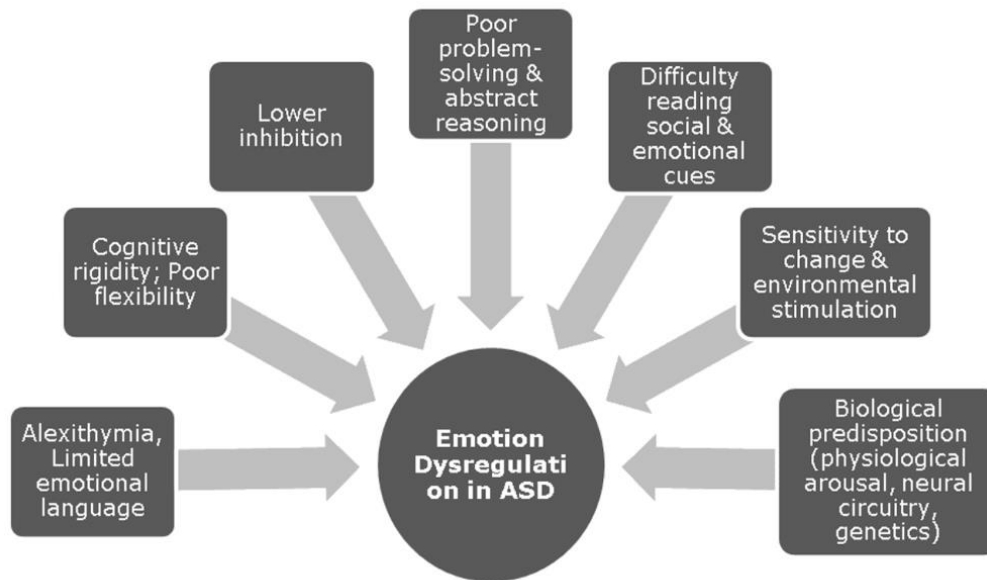 Poor
problem-
solving &
abstract
reasoning
Lower
inhibition
Difficulty
reading
social &
emotional
cues
Cognitive
rigidity; Poor
flexibility
Sensitivity to
change &
environmental
stimulation
Alexithymia,
Limited
emotional
language
Emotion
Dysregulati
on in ASD
Biological
predisposition
(physiological
arousal, neural
circuitry,
genetics)